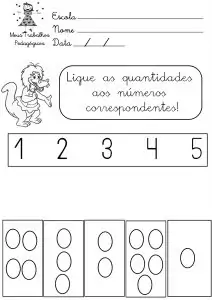 Escola
Nome
Data / /
Meus Trabalhos
Pedagógicos
Ligue as quantidades
aos números
correspondentes!
1 2 3 4 5